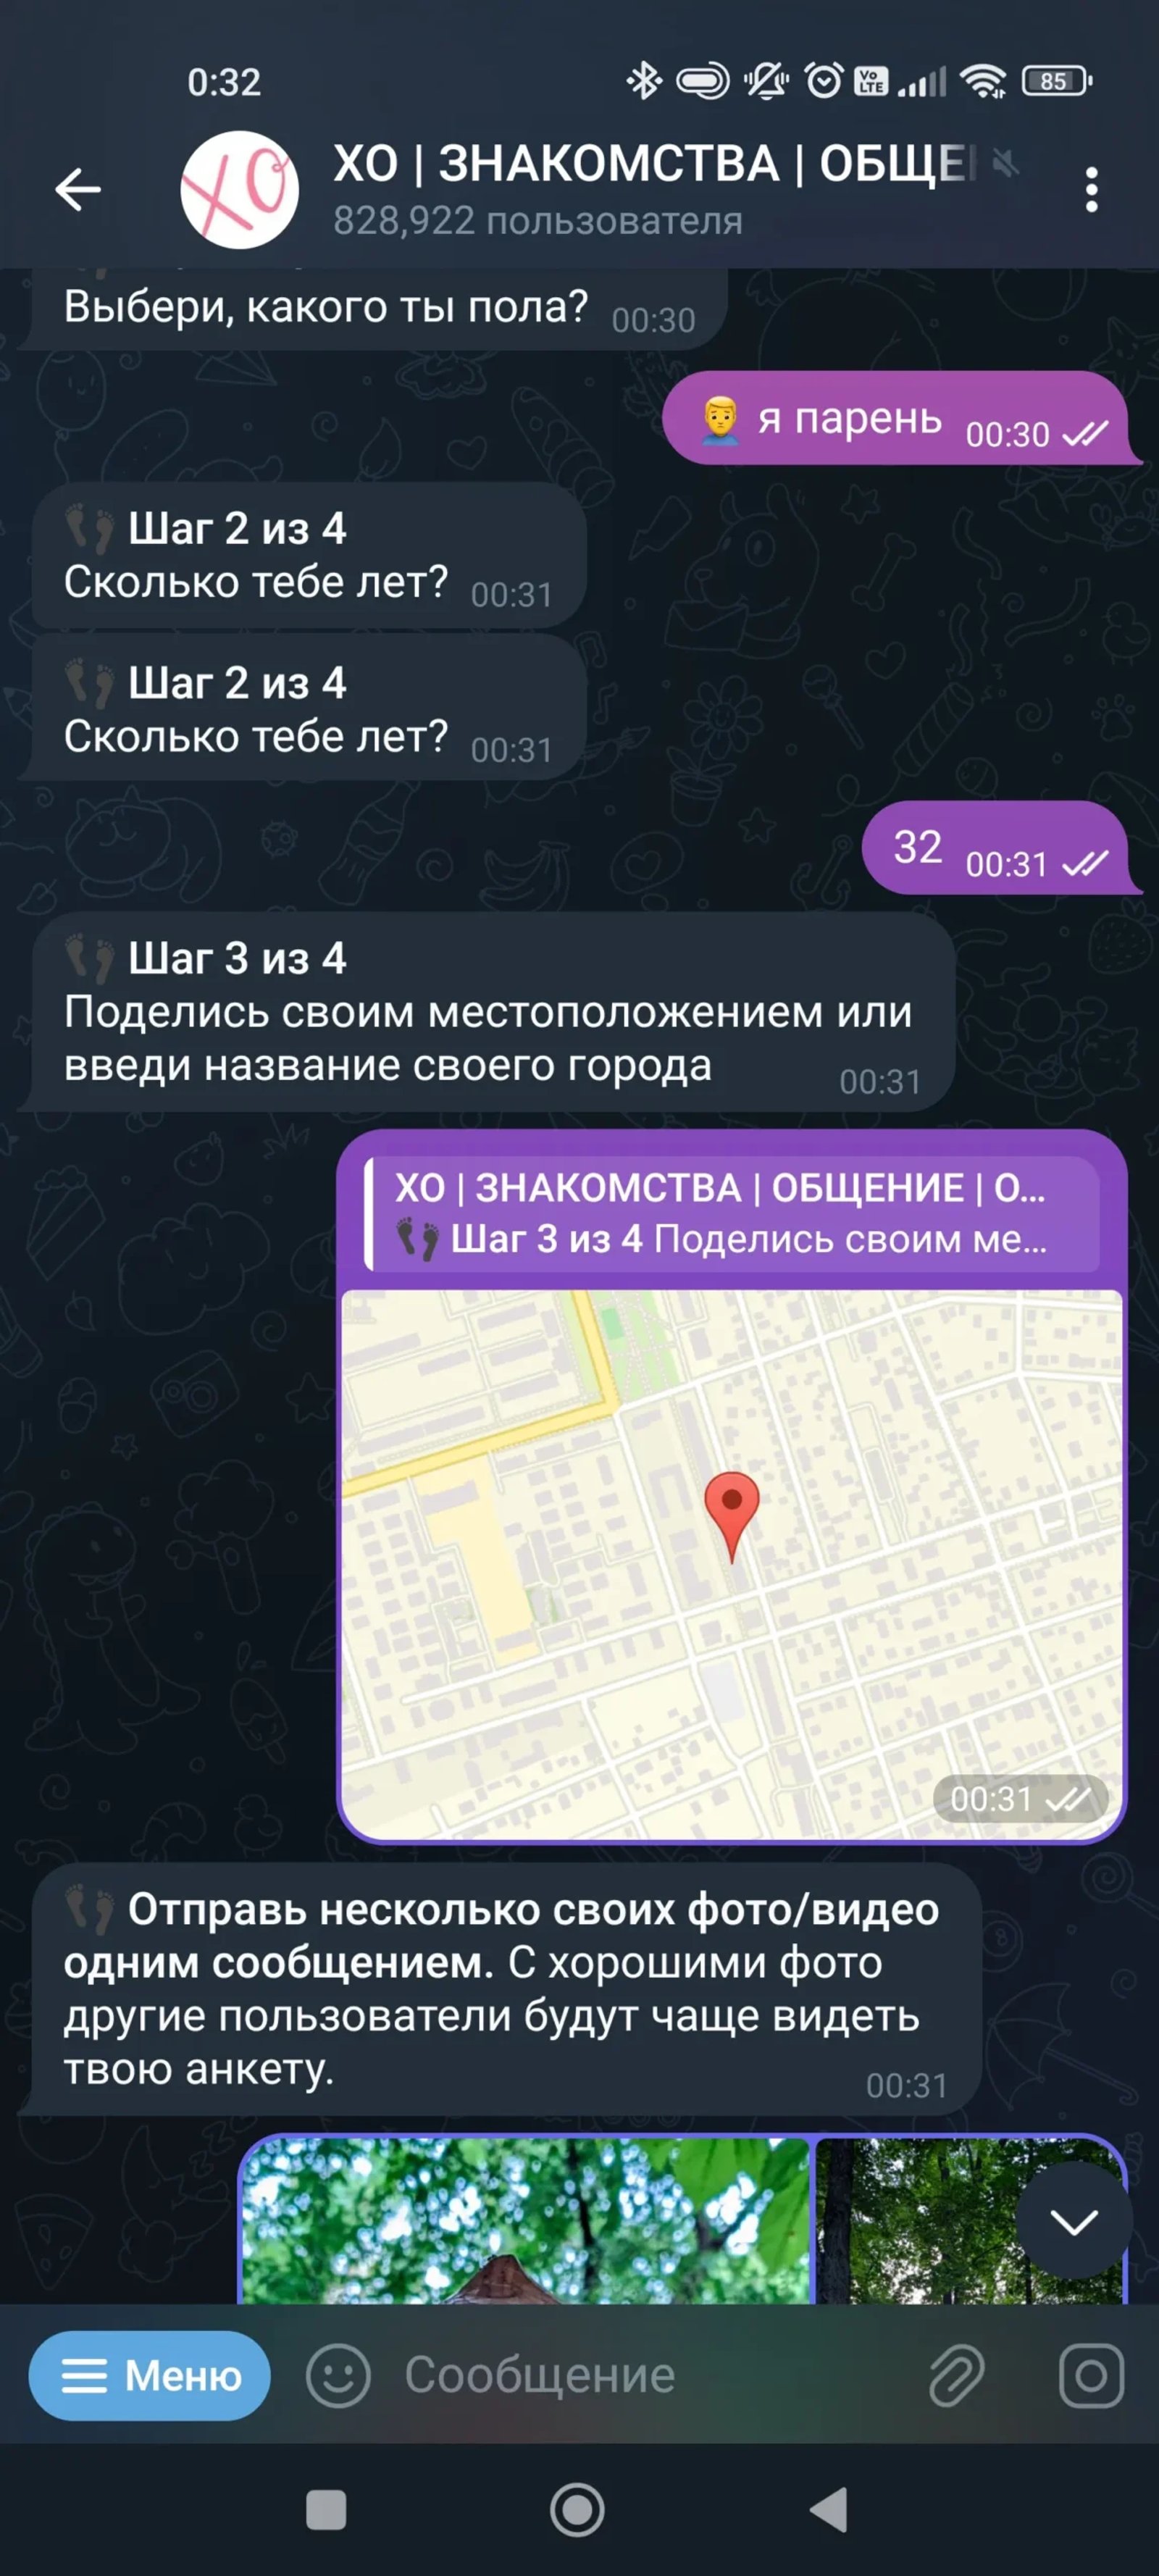 0:32
Vo
LTE
85
XO
ХО | ЗНАКОМСТВА | ОБЩЕ
828,922 пользователя
Выбери, какого ты пола? 00:30
я парень 00:30
Шаг 2 из 4
Сколько тебе лет? 00:31
Шаг 2 из 4
Сколько тебе лет? 00:31
32 00:31
Шаг 3 из 4
Поделись своим местоположением или
введи название своего города 00:31
ХО | ЗНАКОМСТВА | ОБЩЕНИЕ | О...
Шаг 3 из 4 Поделись своим ме...
00:31
Отправь несколько своих фото/видео
одним сообщением. С хорошими фото
другие пользователи будут чаще видеть
твою анкету. 00:31
Меню
Сообщение